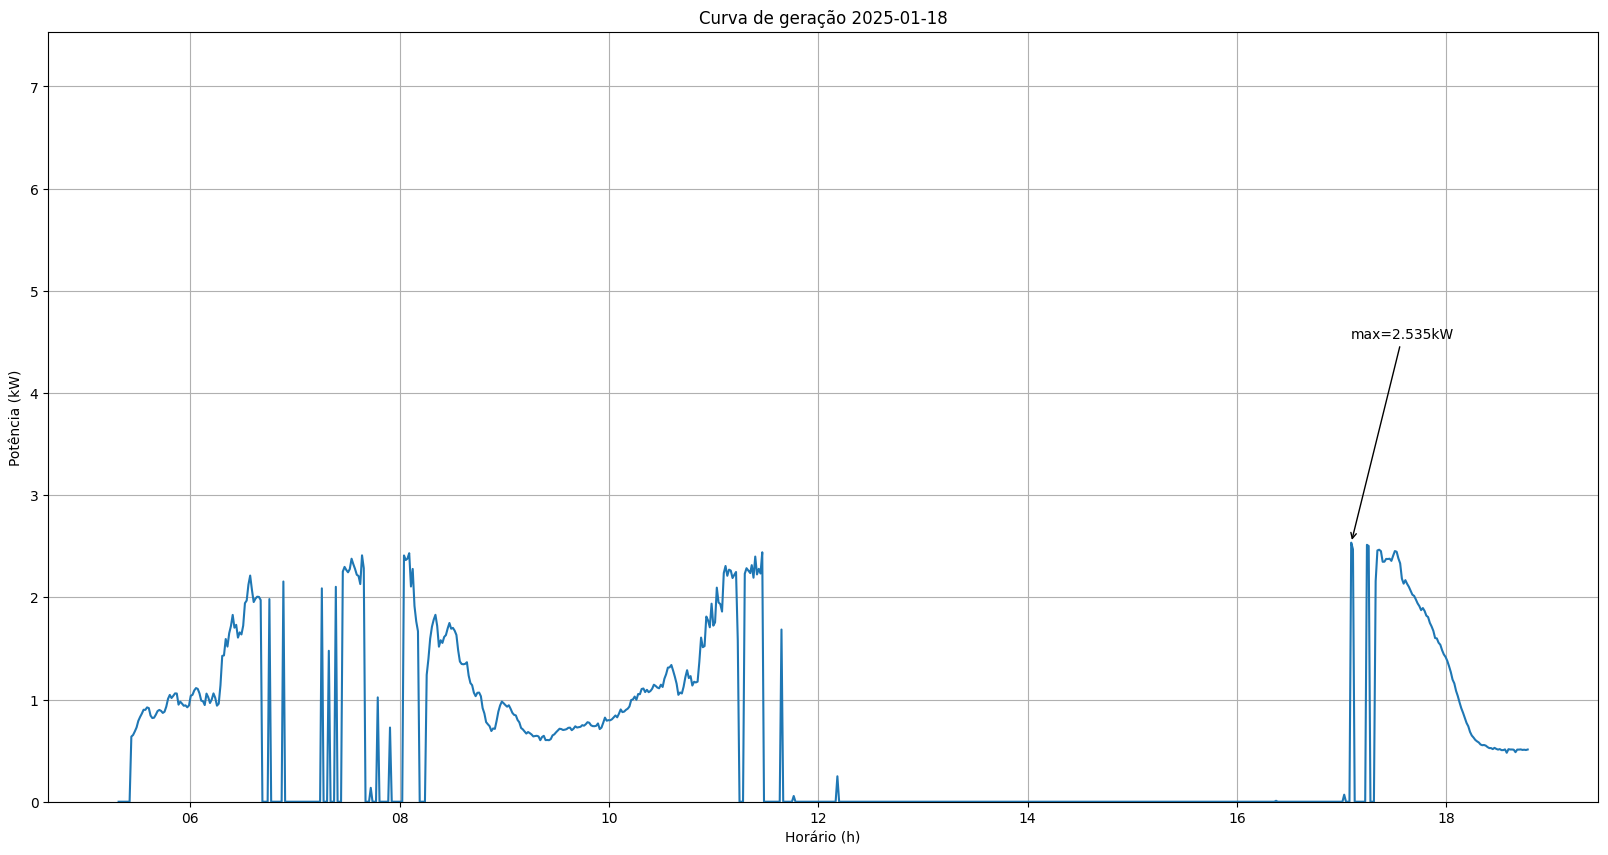 Curva de geração 2025-01-18
7
6
5
4
3
2
1
0
Potência (kW)
max=2.535kW
06 08 10 12 14 16 18
Horário (h)